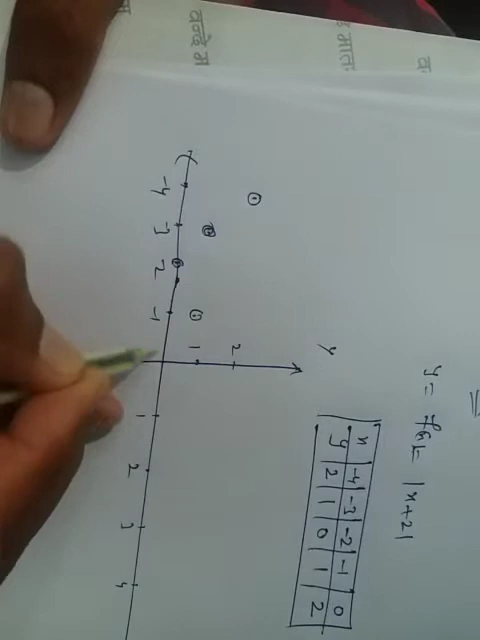 y = f(x) = |x+2|
x -4 -3 -2 -1 0
y 2 1 0 1 2
y
2
1
-4 -3 -2 -1 1 2 3 4